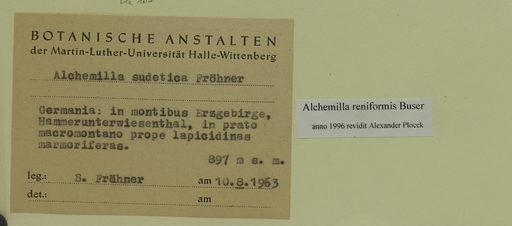 BOTANISCHE ANSTALTEN
der Martin-Luther-Universität Halle-Wittenberg
Alchemilla sudetica Fröhner
Germania: in montibus Erzgebirge,
Hammerunterwiesenthal, in prato
macromontano prope lapicidinas
marmoriferas.
897 m s. m.
leg.: S. Fröhner am 10.8.1963
det.: am
Alchemilla reniformis Buser
anno 1996 revidit Alexander Plocek